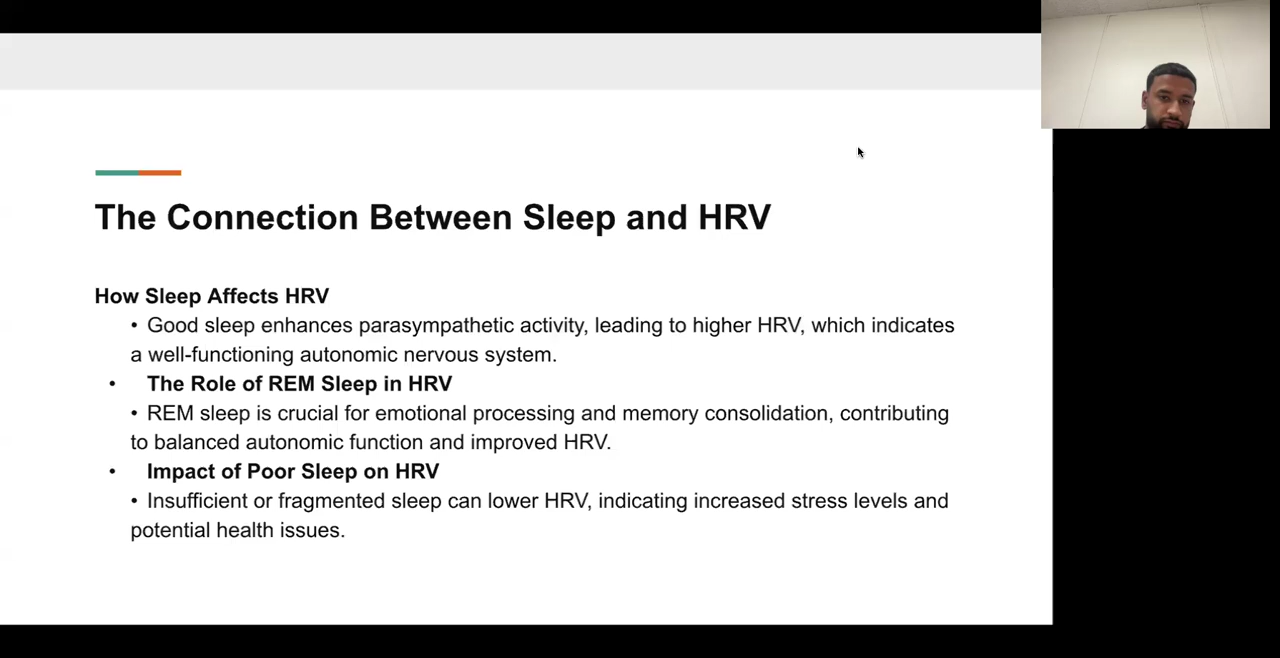 The Connection Between Sleep and HRV
How Sleep Affects HRV
• Good sleep enhances parasympathetic activity, leading to higher HRV, which indicates
a well-functioning autonomic nervous system.
• The Role of REM Sleep in HRV
• REM sleep is crucial for emotional processing and memory consolidation, contributing
to balanced autonomic function and improved HRV.
• Impact of Poor Sleep on HRV
• Insufficient or fragmented sleep can lower HRV, indicating increased stress levels and
potential health issues.